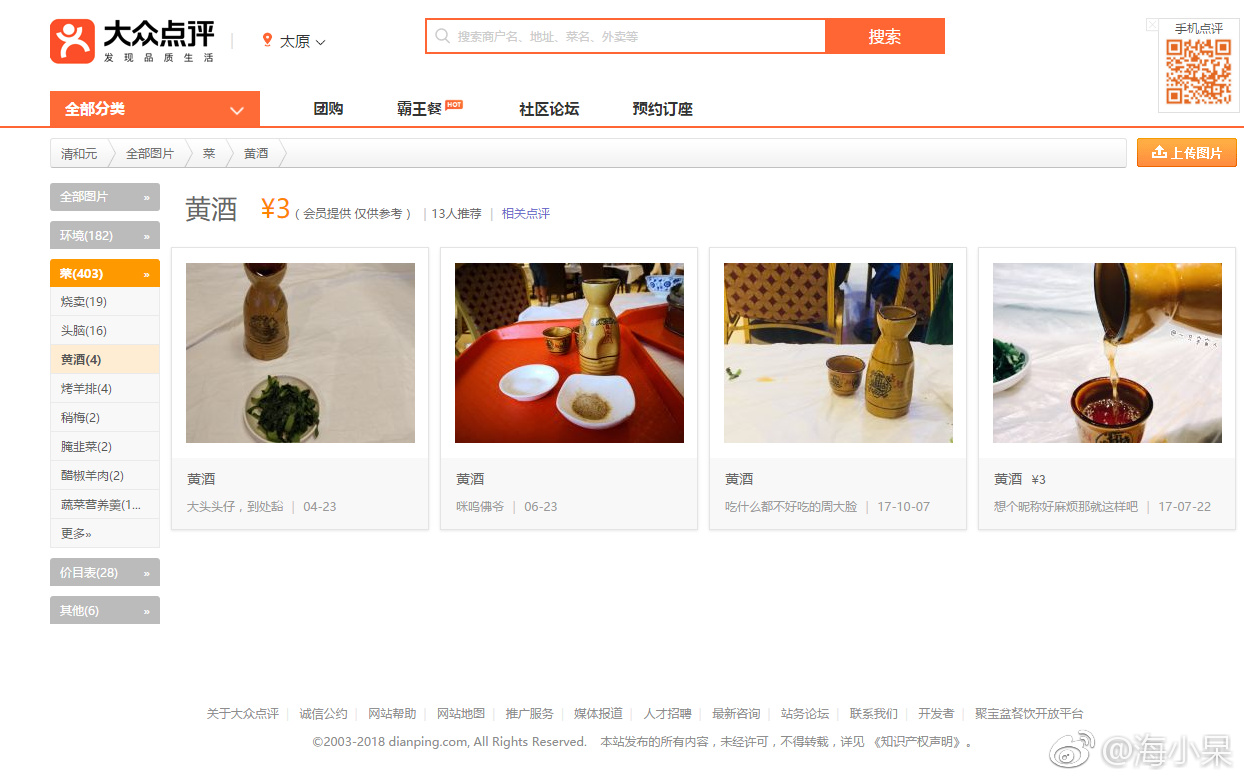 大众点评
发现品质生活
太原
搜索商户名、地址、菜名、外卖等
搜索
手机点评
全部分类
团购
霸王餐 HOT
社区论坛
预约订座
清和元 全部图片 菜 黄酒
上传图片
全部图片 »
环境(182) »
菜(403) »
烧卖(19)
头脑(16)
黄酒(4)
烤羊排(4)
稍梅(2)
腌韭菜(2)
醋椒羊肉(2)
蔬菜营养羹(1...
更多»
价目表(28) »
其他(6) »
黄酒 ¥3 ( 会员提供 仅供参考 ) | 13人推荐 | 相关点评
黄酒
大头头仔，到处 | 04-23
黄酒
咪呜佛爷 | 06-23
黄酒
吃什么都不好吃的周大脸 | 17-10-07
黄酒 ¥3
想个昵称好麻烦那就这样吧 | 17-07-22
关于大众点评 | 诚信公约 | 网站帮助 | 网站地图 | 推广服务 | 媒体报道 | 人才招聘 | 最新咨询 | 站务论坛 | 联系我们 | 开发者 | 聚宝盆餐饮开放平台
©2003-2018 dianping.com, All Rights Reserved. 本站发布的所有内容，未经许可，不得转载，详见 《知识产权声明》。
@海小呆